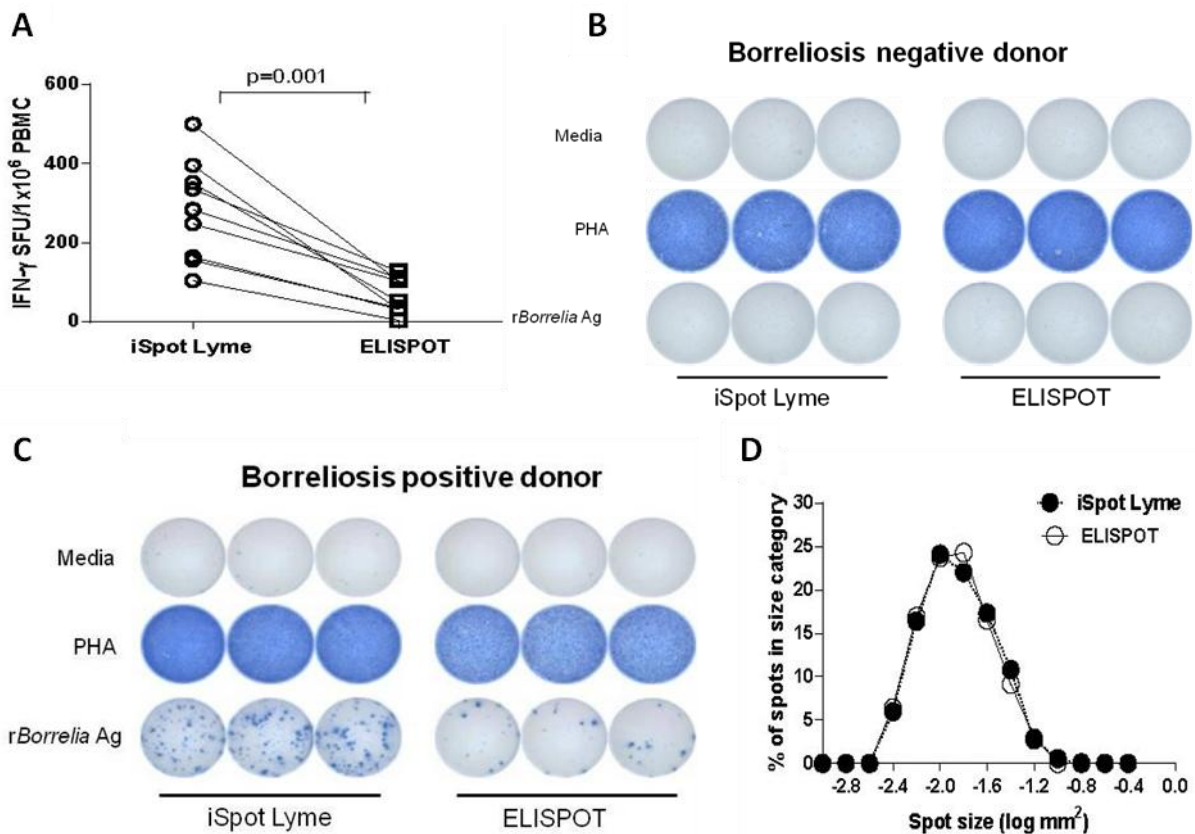 A
p=0.001
IFN-γ SFU/1x10⁶ PBMC
600
400
200
0
iSpot Lyme
ELISPOT
B
Borreliosis negative donor
Media
PHA
rBorrelia Ag
iSpot Lyme
ELISPOT
C
Borreliosis positive donor
Media
PHA
rBorrelia Ag
iSpot Lyme
ELISPOT
D
% of spots in size category
30
25
20
15
10
5
0
iSpot Lyme
ELISPOT
-2.8 -2.4 -2.0 -1.6 -1.2 -0.8 -0.4 0.0
Spot size (log mm²)